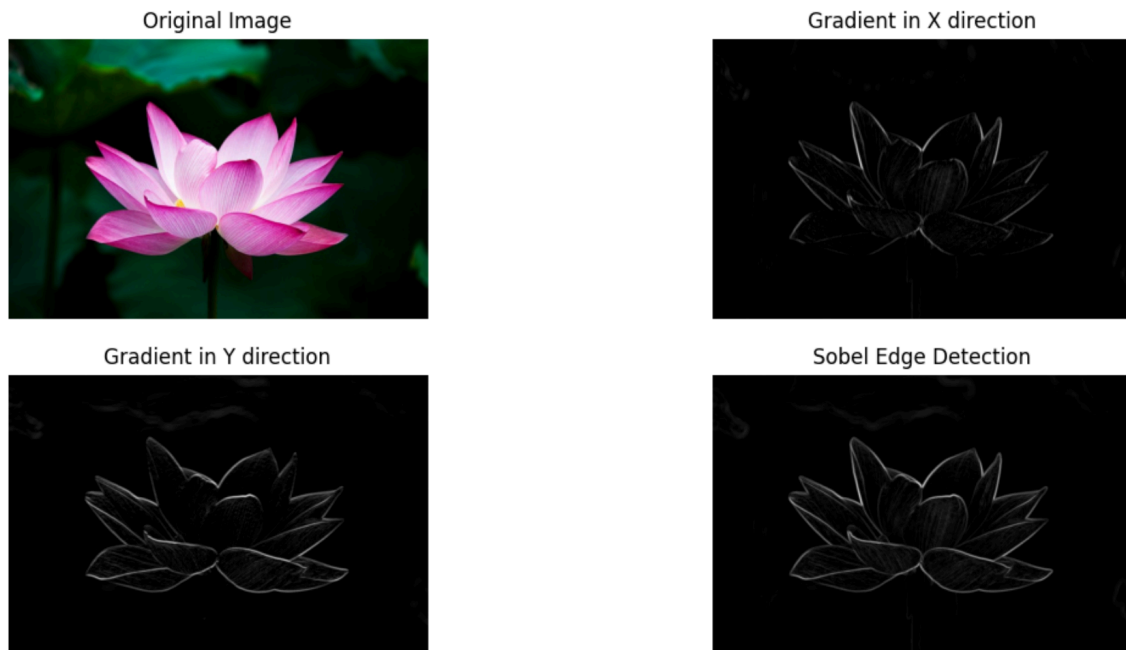 Original Image
Gradient in X direction
Gradient in Y direction
Sobel Edge Detection